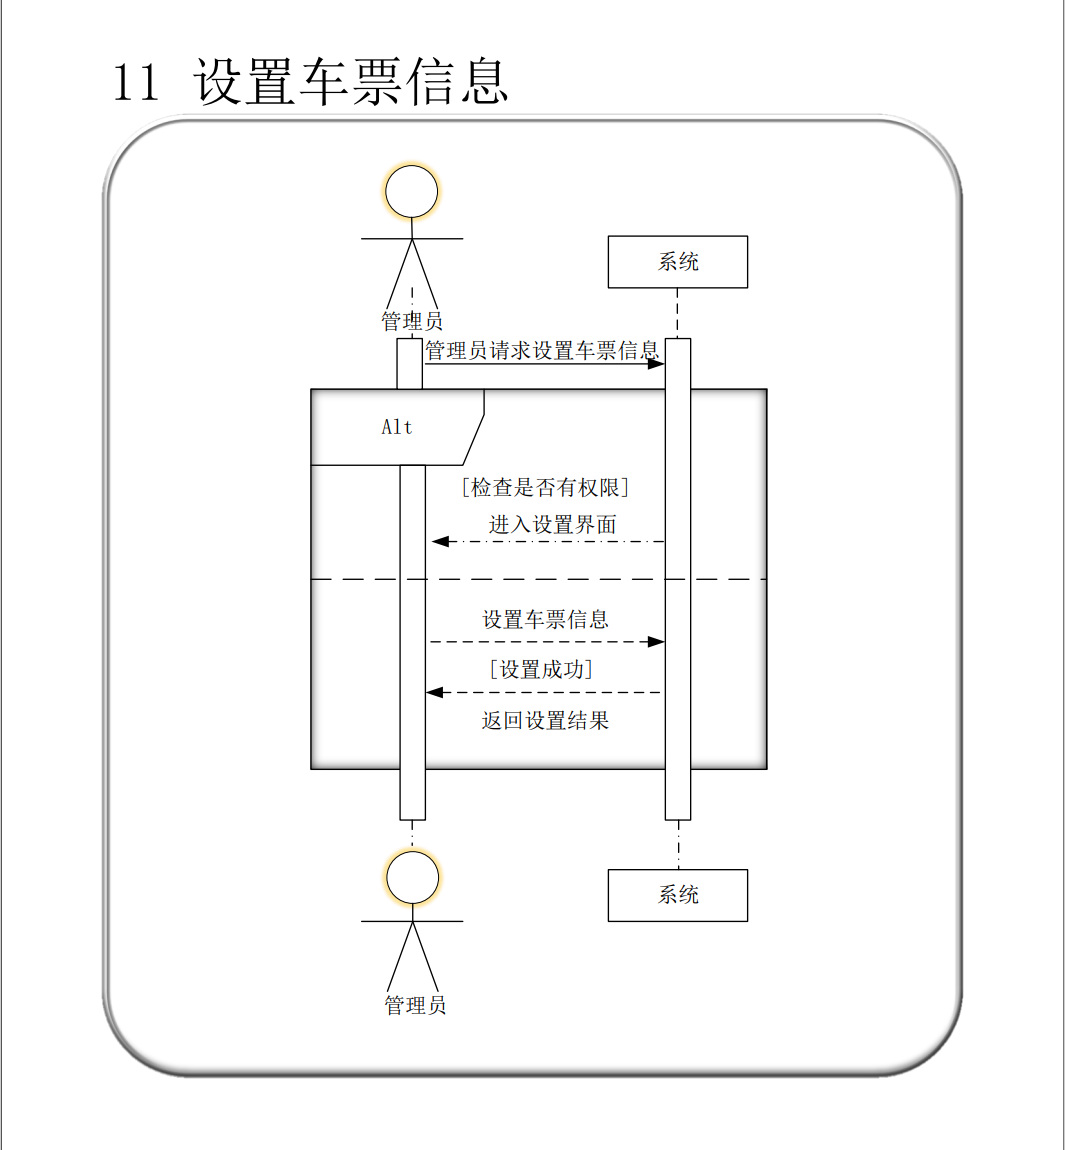 11 设置车票信息
系统
管理员
管理员请求设置车票信息
Alt
[检查是否有权限]
进入设置界面
设置车票信息
[设置成功]
返回设置结果
系统
管理员